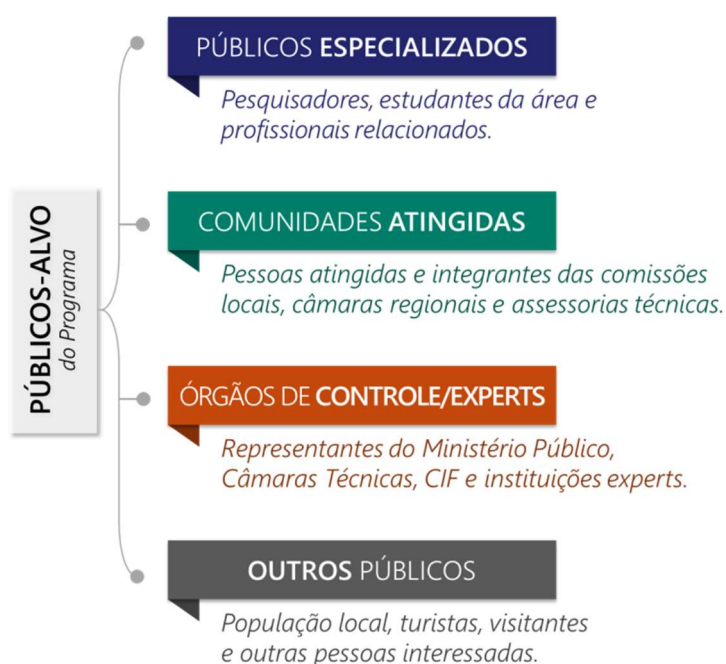 PÚBLICOS-ALVO
do Programa
PÚBLICOS ESPECIALIZADOS
Pesquisadores, estudantes da área e
profissionais relacionados.
COMUNIDADES ATINGIDAS
Pessoas atingidas e integrantes das comissões
locais, câmaras regionais e assessorias técnicas.
ÓRGÃOS DE CONTROLE/EXPERTS
Representantes do Ministério Público,
Câmaras Técnicas, CIF e instituições experts.
OUTROS PÚBLICOS
População local, turistas, visitantes
e outras pessoas interessadas.